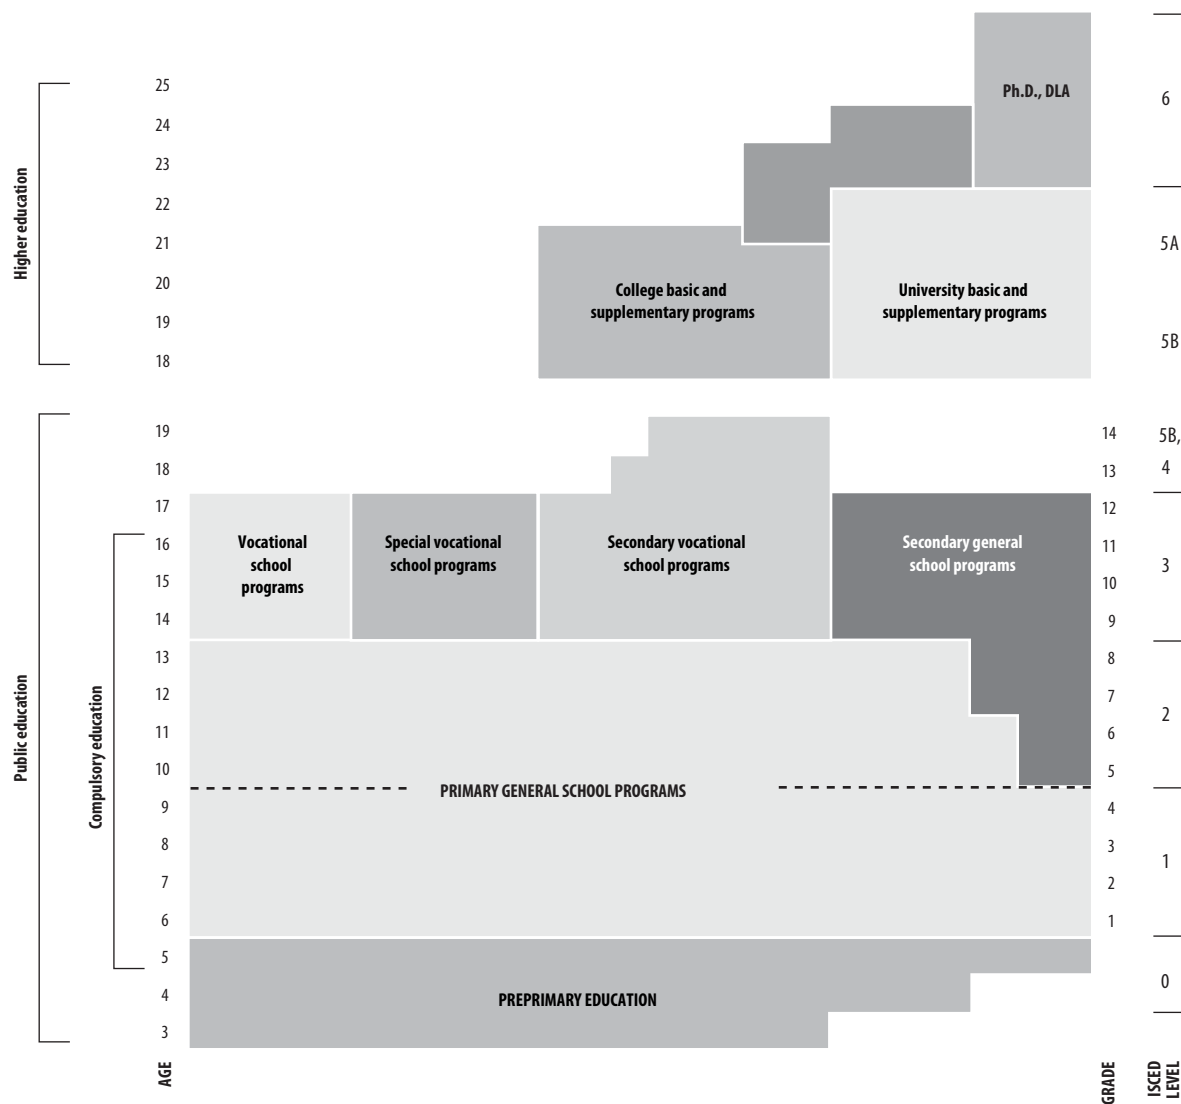 25
Ph.D., DLA
6
24
23
Higher education
22
21
5A
20
College basic and
supplementary programs
University basic and
supplementary programs
19
5B
18
19
14
5B,
18
13
4
17
12
16
Vocational
school
programs
Special vocational
school programs
Secondary vocational
school programs
Secondary general
school programs
11
15
10
3
14
9
13
8
12
7
2
11
6
10
5
Public education
Compulsory education
PRIMARY GENERAL SCHOOL PROGRAMS
9
4
8
3
1
7
2
6
1
5
0
4
PREPRIMARY EDUCATION
3
AGE
GRADE
ISCED
LEVEL